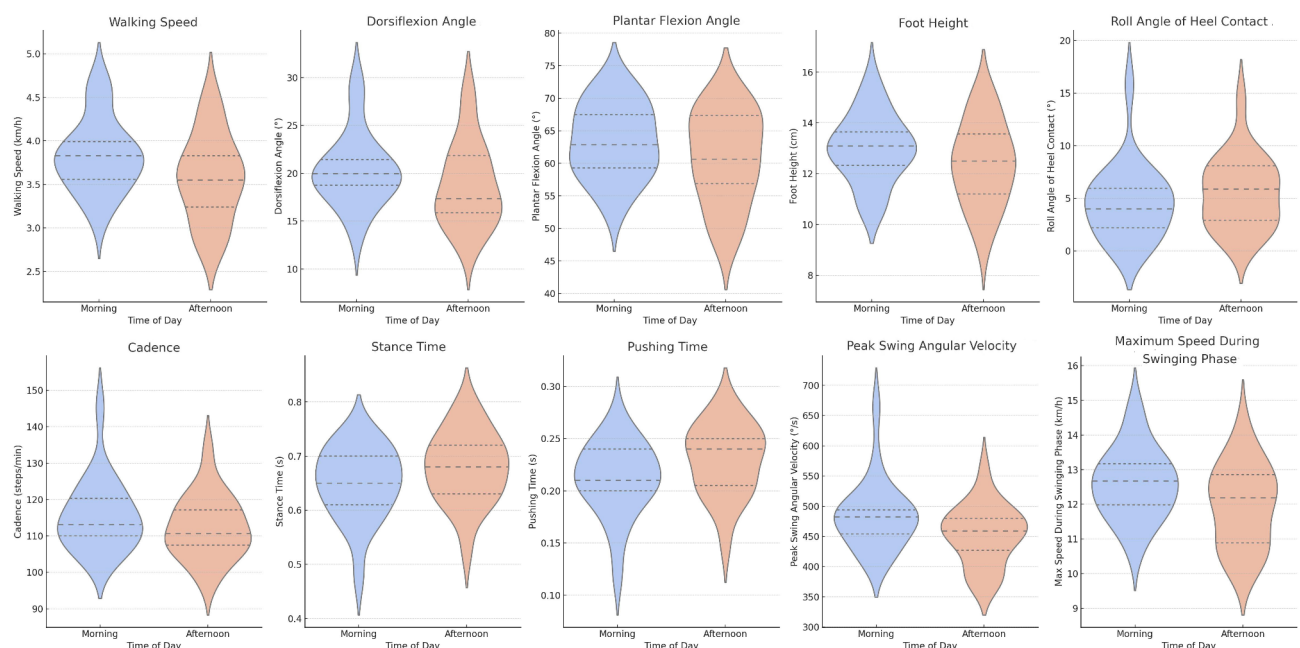 Walking Speed
Walking Speed (km/h)
5.0
4.5
4.0
3.5
3.0
2.5
Morning
Afternoon
Time of Day
Dorsiflexion Angle
Dorsiflexion Angle (°)
30
25
20
15
10
Morning
Afternoon
Time of Day
Plantar Flexion Angle
Plantar Flexion Angle (°)
80
75
70
65
60
55
50
45
40
Morning
Afternoon
Time of Day
Foot Height
Foot Height (cm)
16
14
12
10
8
Morning
Afternoon
Time of Day
Roll Angle of Heel Contact .
Roll Angle of Heel Contact (°)
20
15
10
5
0
Morning
Afternoon
Time of Day
Cadence
Cadence (steps/min)
150
140
130
120
110
100
90
Morning
Afternoon
Time of Day
Stance Time
Stance Time (s)
0.8
0.7
0.6
0.5
0.4
Morning
Afternoon
Time of Day
Pushing Time
Pushing Time (s)
0.30
0.25
0.20
0.15
0.10
Morning
Afternoon
Time of Day
Peak Swing Angular Velocity
Peak Swing Angular Velocity (°/s)
700
650
600
550
500
450
400
350
300
Morning
Afternoon
Time of Day
Maximum Speed During
Swinging Phase
Max Speed During Swinging Phase (km/h)
16
15
14
13
12
11
10
9
8
Morning
Afternoon
Time of Day